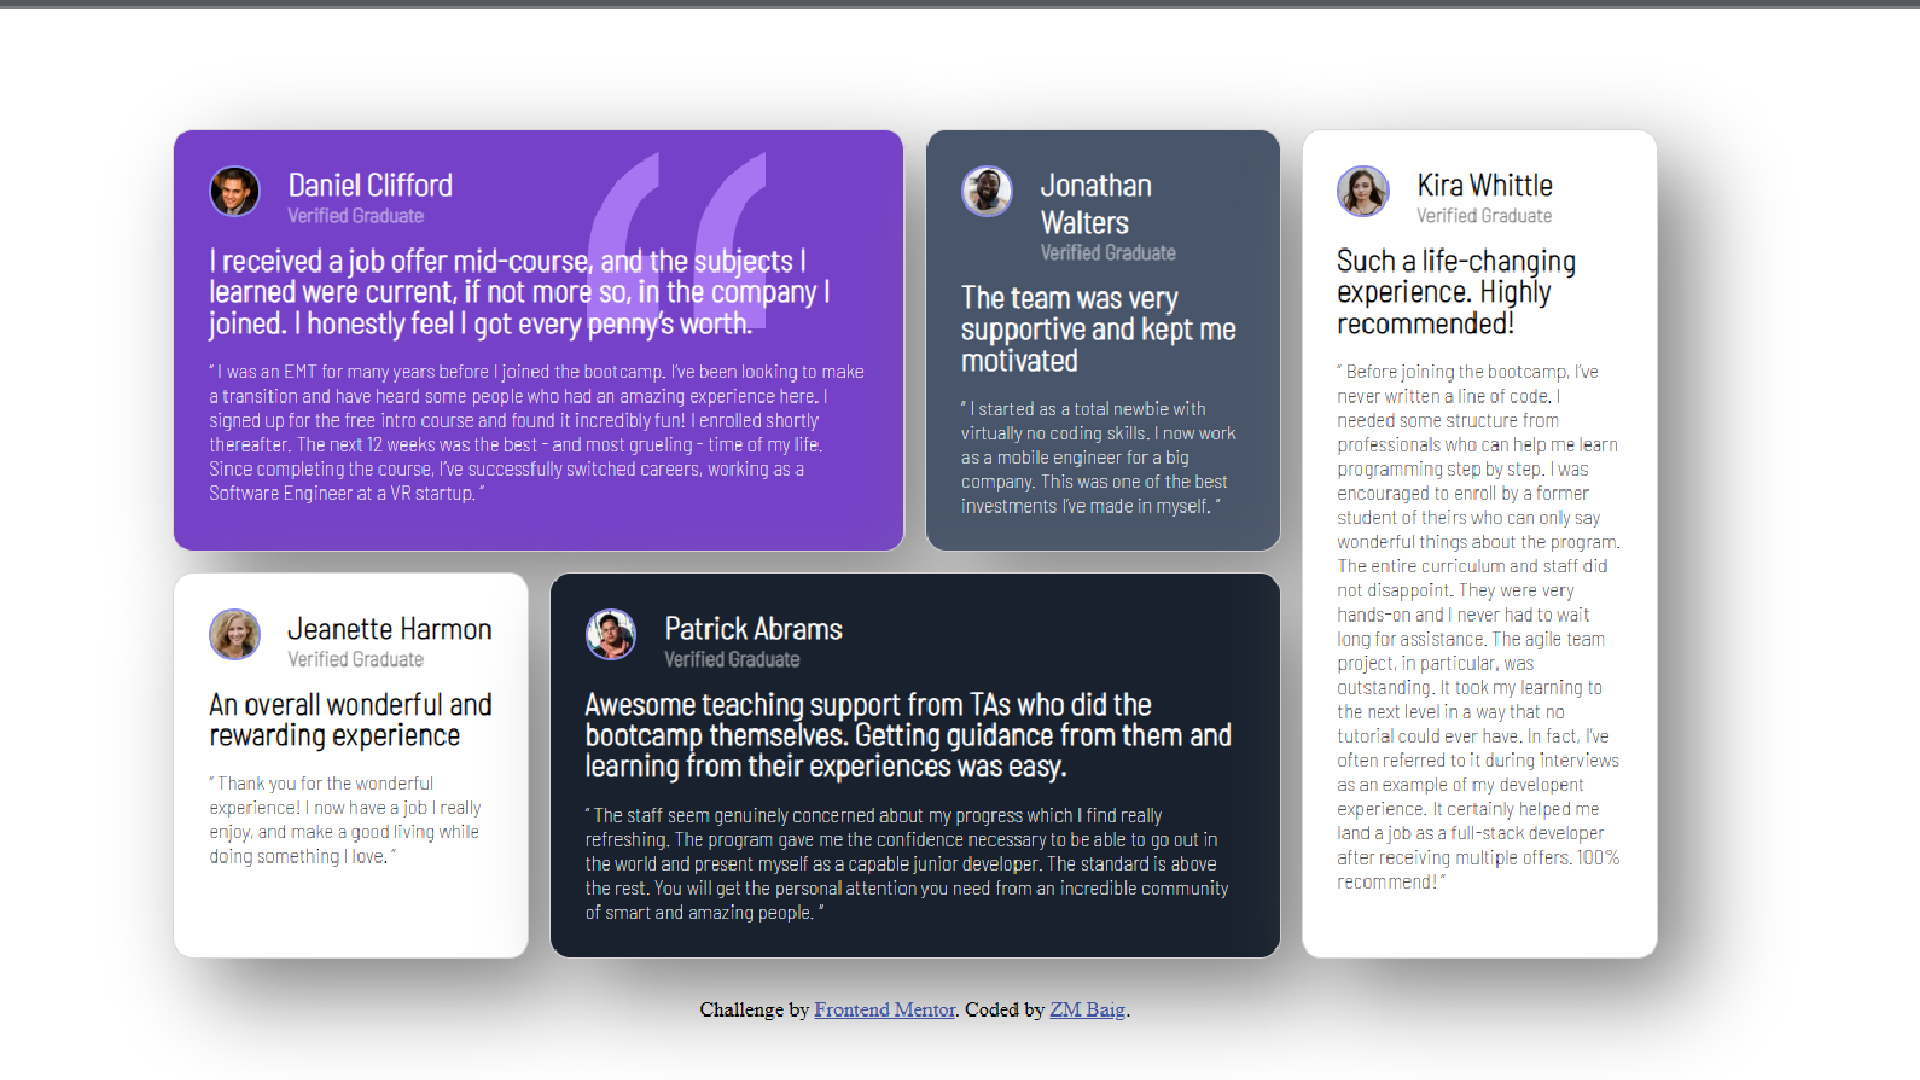 Daniel Clifford
Verified Graduate
I received a job offer mid-course, and the subjects I
learned were current, if not more so, in the company I
joined. I honestly feel I got every penny’s worth.
“ I was an EMT for many years before I joined the bootcamp. I’ve been looking to make
a transition and have heard some people who had an amazing experience here. I
signed up for the free intro course and found it incredibly fun! I enrolled shortly
thereafter. The next 12 weeks was the best - and most grueling - time of my life.
Since completing the course, I’ve successfully switched careers, working as a
Software Engineer at a VR startup. ”
Jonathan
Walters
Verified Graduate
The team was very
supportive and kept me
motivated
“ I started as a total newbie with
virtually no coding skills. I now work
as a mobile engineer for a big
company. This was one of the best
investments I’ve made in myself. ”
Kira Whittle
Verified Graduate
Such a life-changing
experience. Highly
recommended!
“ Before joining the bootcamp, I’ve
never written a line of code. I
needed some structure from
professionals who can help me learn
programming step by step. I was
encouraged to enroll by a former
student of theirs who can only say
wonderful things about the program.
The entire curriculum and staff did
not disappoint. They were very
hands-on and I never had to wait
long for assistance. The agile team
project, in particular, was
outstanding. It took my learning to
the next level in a way that no
tutorial could ever have. In fact, I’ve
often referred to it during interviews
as an example of my developent
experience. It certainly helped me
land a job as a full-stack developer
after receiving multiple offers. 100%
recommend! ”
Jeanette Harmon
Verified Graduate
An overall wonderful and
rewarding experience
“ Thank you for the wonderful
experience! I now have a job I really
enjoy, and make a good living while
doing something I love. ”
Patrick Abrams
Verified Graduate
Awesome teaching support from TAs who did the
bootcamp themselves. Getting guidance from them and
learning from their experiences was easy.
“ The staff seem genuinely concerned about my progress which I find really
refreshing. The program gave me the confidence necessary to be able to go out in
the world and present myself as a capable junior developer. The standard is above
the rest. You will get the personal attention you need from an incredible community
of smart and amazing people. ”
Challenge by Frontend Mentor. Coded by ZM Baig.